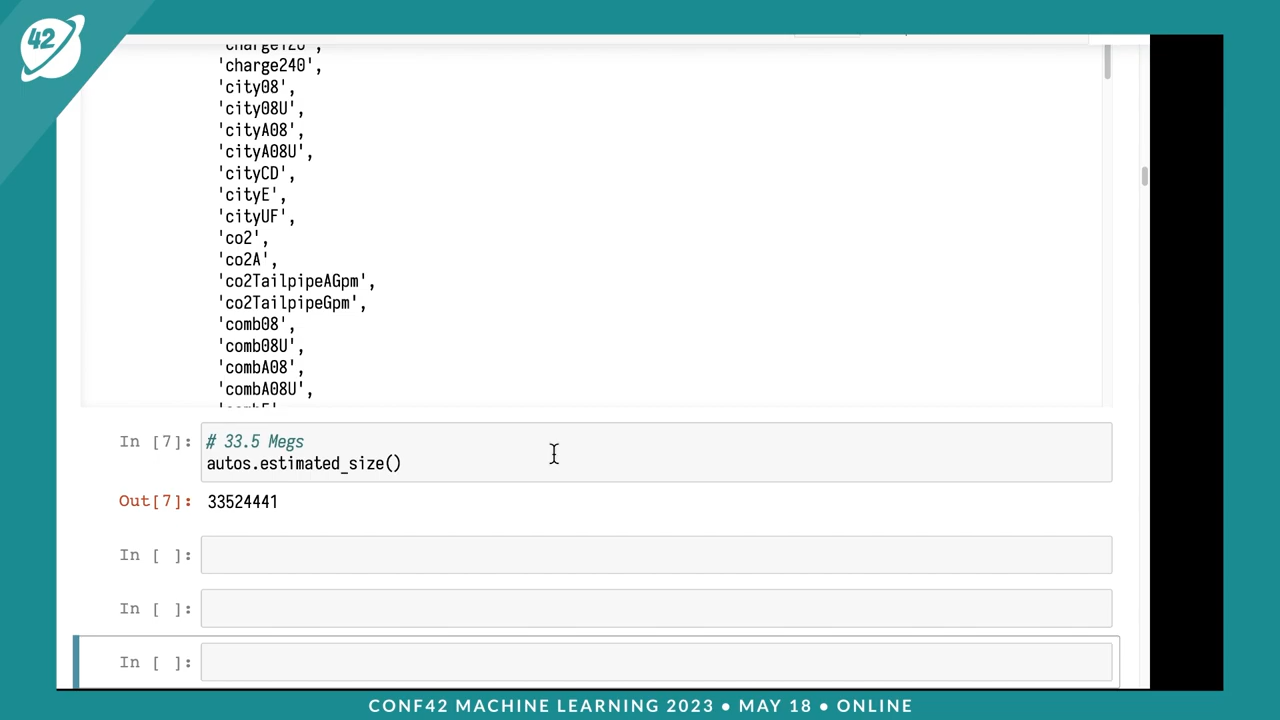 42
'charge120',
'charge240',
'city08',
'city08U',
'cityA08',
'cityA08U',
'cityCD',
'cityE',
'cityUF',
'co2',
'co2A',
'co2TailpipeAGpm',
'co2TailpipeGpm',
'comb08',
'comb08U',
'combA08',
'combA08U',
In [7]: # 33.5 Megs
autos.estimated_size()
Out[7]: 33524441
In [ ]:
In [ ]:
In [ ]:
CONF42 MACHINE LEARNING 2023 • MAY 18 • ONLINE